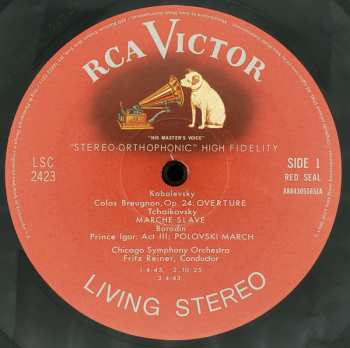 RCA VICTOR
"HIS MASTER'S VOICE"
"STEREO-ORTHOPHONIC" HIGH FIDELITY
LSC
2423
SIDE 1
RED SEAL
Kabalevsky
Colas Breugnon, Op. 24: OVERTURE
Tchaikovsky
MARCHE SLAVE
Borodin
Prince Igor: Act III: POLOVSKI MARCH
Chicago Symphony Orchestra
Fritz Reiner, Conductor
LIVING STEREO